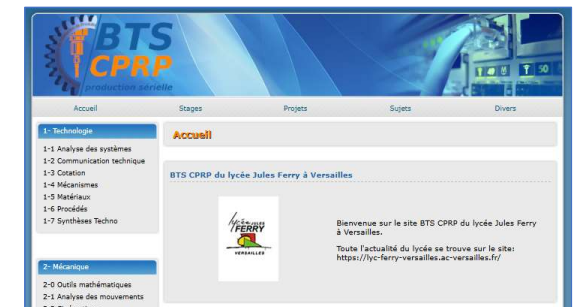 BTS
CPRP
production sérielle
T 40 M T 50
Accueil Stages Projets Sujets Divers
1- Technologie
1-1 Analyse des systèmes
1-2 Communication technique
1-3 Cotation
1-4 Mécanismes
1-5 Matériaux
1-6 Procédés
1-7 Synthèses Techno
2- Mécanique
2-0 Outils mathématiques
2-1 Analyse des mouvements
Accueil
BTS CPRP du lycée Jules Ferry à Versailles
lycée JULES
FERRY
VERSAILLES
Bienvenue sur le site BTS CPRP du lycée Jules Ferry
à Versailles.
Toute l'actualité du lycée se trouve sur le site:
https://lyc-ferry-versailles.ac-versailles.fr/